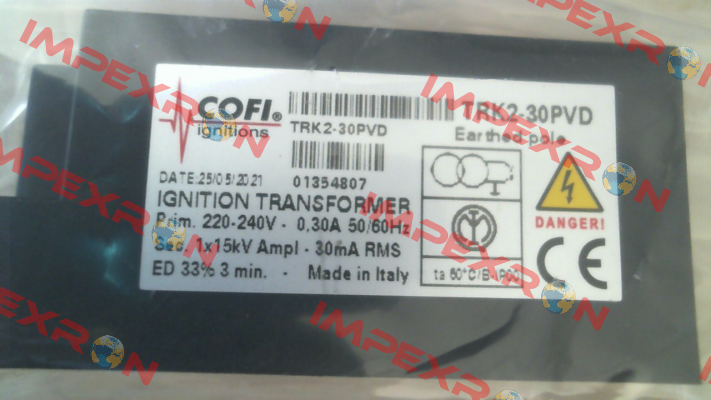 COFI®
ignitions
TRK2-30PVD
TRK2-30PVD
Earthed pole
DATE:25/05/2021
01354807
IGNITION TRANSFORMER
Prim. 220-240V - 0,30A 50/60Hz
Sec. 1x15kV Ampl - 30mA RMS
ED 33% 3 min. - Made in Italy
ta 60°C/B-IP00
DANGER!
CE
IMPEXRON
IMPEXRON
IMPEXRON
IMPEXRON
IMPEXRON
IMPEXRON